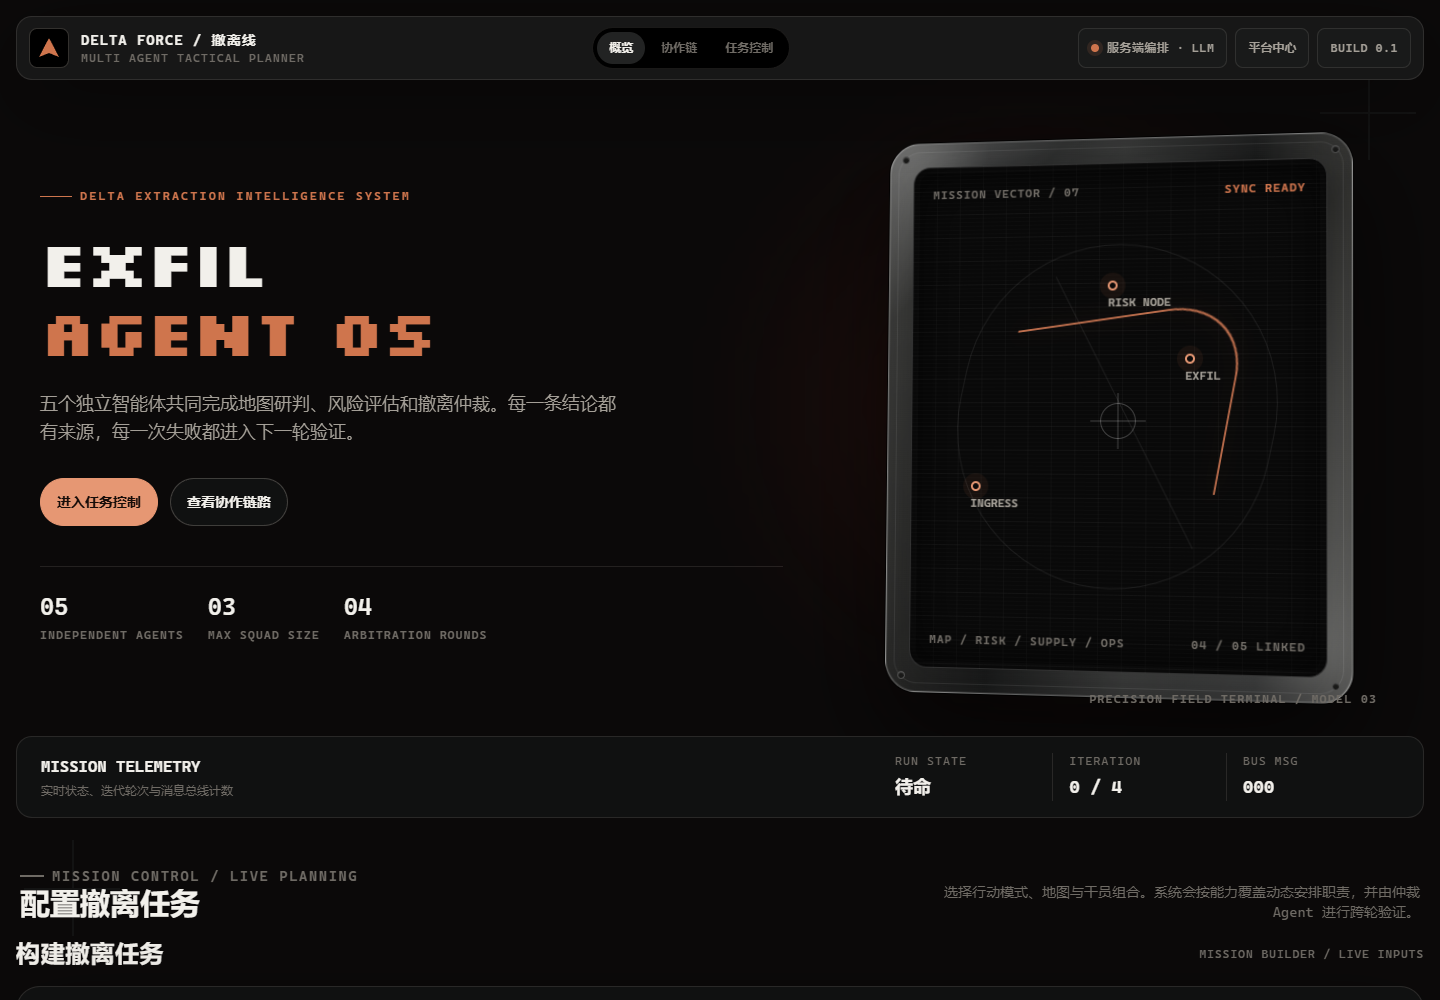 DELTA FORCE / 撤离线
MULTI AGENT TACTICAL PLANNER
概览
协作链
任务控制
服务端编排 · LLM
平台中心
BUILD 0.1
DELTA EXTRACTION INTELLIGENCE SYSTEM
EXFIL
AGENT OS
五个独立智能体共同完成地图研判、风险评估和撤离仲裁。每一条结论都
有来源，每一次失败都进入下一轮验证。
进入任务控制
查看协作链路
05
INDEPENDENT AGENTS
03
MAX SQUAD SIZE
04
ARBITRATION ROUNDS
MISSION VECTOR / 07
SYNC READY
RISK NODE
EXFIL
INGRESS
MAP / RISK / SUPPLY / OPS
04 / 05 LINKED
PRECISION FIELD TERMINAL / MODEL 03
MISSION TELEMETRY
实时状态、迭代轮次与消息总线计数
RUN STATE
待命
ITERATION
0 / 4
BUS MSG
000
MISSION CONTROL / LIVE PLANNING
配置撤离任务
选择行动模式、地图与干员组合。系统会按能力覆盖动态安排职责，并由仲裁
Agent 进行跨轮验证。
构建撤离任务
MISSION BUILDER / LIVE INPUTS